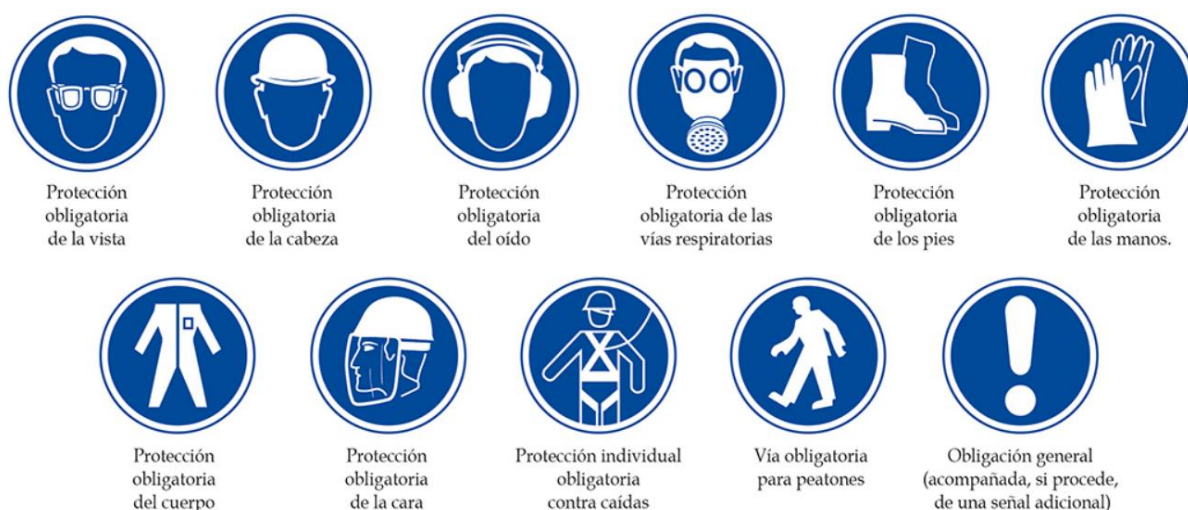 Protección
obligatoria
de la vista
Protección
obligatoria
de la cabeza
Protección
obligatoria
del oído
Protección
obligatoria de las
vías respiratorias
Protección
obligatoria
de los pies
Protección
obligatoria
de las manos.
Protección
obligatoria
del cuerpo
Protección
obligatoria
de la cara
Protección individual
obligatoria
contra caídas
Vía obligatoria
para peatones
Obligación general
(acompañada, si procede,
de una señal adicional)